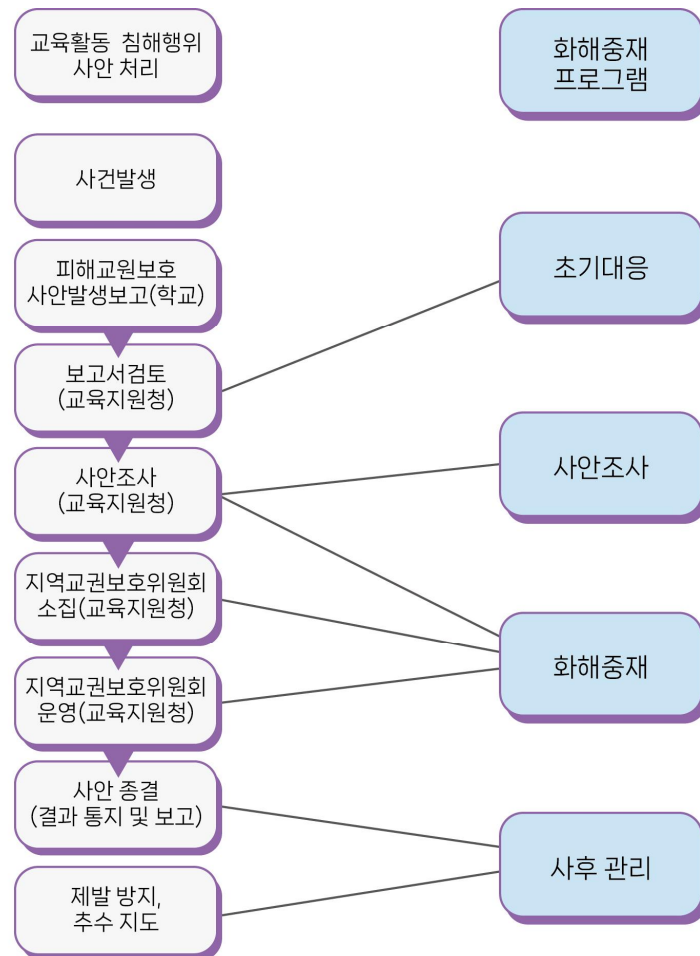 교육활동 침해행위
사안 처리
화해중재
프로그램
사건발생
피해교원보호
사안발생보고(학교)
초기대응
보고서검토
(교육지원청)
사안조사
(교육지원청)
사안조사
지역교권보호위원회
소집(교육지원청)
지역교권보호위원회
운영(교육지원청)
화해중재
사안 종결
(결과 통지 및 보고)
사후 관리
제발 방지,
추수 지도